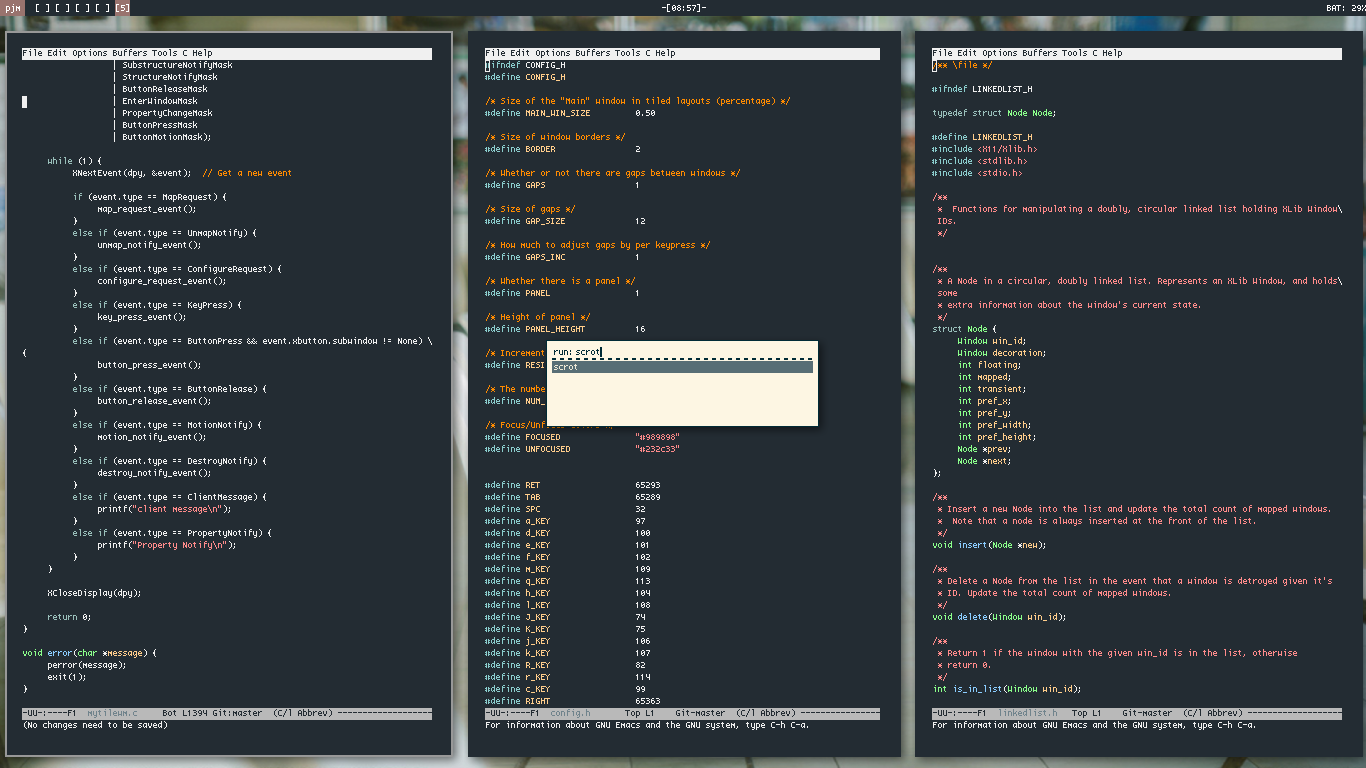 pjm [ ] [ ] [ ] [ ] [5]
-[08:57]-
BAT: 29%
File Edit Options Buffers Tools C Help
| SubstructureNotifyMask
| StructureNotifyMask
| ButtonReleaseMask
| EnterWindowMask
| PropertyChangeMask
| ButtonPressMask
| ButtonMotionMask);
while (1) {
XNextEvent(dpy, &event);  // Get a new event
if (event.type == MapRequest) {
map_request_event();
}
else if (event.type == UnmapNotify) {
unmap_notify_event();
}
else if (event.type == ConfigureRequest) {
configure_request_event();
}
else if (event.type == KeyPress) {
key_press_event();
}
else if (event.type == ButtonPress && event.xbutton.subwindow != None) \
{
button_press_event();
}
else if (event.type == ButtonRelease) {
button_release_event();
}
else if (event.type == MotionNotify) {
motion_notify_event();
}
else if (event.type == DestroyNotify) {
destroy_notify_event();
}
else if (event.type == ClientMessage) {
printf("client message\n");
}
else if (event.type == PropertyNotify) {
printf("Property Notify\n");
}
}
XCloseDisplay(dpy);
return 0;
}
void error(char *message) {
perror(message);
exit(1);
}
-UU-:----F1  mytilewm.c     Bot L1394 Git:master  (C/l Abbrev) ----------------
(No changes need to be saved)
File Edit Options Buffers Tools C Help
#ifndef CONFIG_H
#define CONFIG_H
/* Size of the "Main" window in tiled layouts (percentage) */
#define MAIN_WIN_SIZE 0.50
/* Size of window borders */
#define BORDER 2
/* Whether or not there are gaps between windows */
#define GAPS 1
/* Size of gaps */
#define GAP_SIZE 12
/* How much to adjust gaps by per keypress */
#define GAPS_INC 1
/* Whether there is a panel */
#define PANEL 1
/* Height of panel */
#define PANEL_HEIGHT 16
/* Increment
#define RESI
/* The numbe
#define NUM_
#define FOCUSED "#989898"
#define UNFOCUSED "#232c33"
#define RET 65293
#define TAB 65289
#define SPC 32
#define a_KEY 97
#define d_KEY 100
#define e_KEY 101
#define f_KEY 102
#define m_KEY 109
#define q_KEY 113
#define h_KEY 104
#define l_KEY 108
#define J_KEY 74
#define K_KEY 75
#define j_KEY 106
#define k_KEY 107
#define R_KEY 82
#define r_KEY 114
#define c_KEY 99
#define RIGHT 65363
-UU-:----F1  config.h       Top L1    Git-master  (C/l Abbrev) ----------------
For information about GNU Emacs and the GNU system, type C-h C-a.
run: scrot
scrot
File Edit Options Buffers Tools C Help
/** \file */
#ifndef LINKEDLIST_H
typedef struct Node Node;
#define LINKEDLIST_H
#include <X11/Xlib.h>
#include <stdlib.h>
#include <stdio.h>
/**
*  Functions for manipulating a doubly, circular linked list holding XLib Window\
IDs.
*/
/**
* A Node in a circular, doubly linked list. Represents an XLib Window, and holds\
some
* extra information about the window's current state.
*/
struct Node {
Window win_id;
Window decoration;
int floating;
int mapped;
int transient;
int pref_x;
int pref_y;
int pref_width;
int pref_height;
Node *prev;
Node *next;
};
/**
* Insert a new Node into the list and update the total count of mapped windows.
*  Note that a node is always inserted at the front of the list.
*/
void insert(Node *new);
/**
* Delete a Node from the list in the event that a window is detroyed given it's
* ID. Update the total count of mapped windows.
*/
void delete(Window win_id);
/**
* Return 1 if the window with the given win_id is in the list, otherwise
* return 0.
*/
int is_in_list(Window win_id);
-UU-:----F1  linkedlist.h   Top L1    Git-master  (C/l Abbrev) ----------------
For information about GNU Emacs and the GNU system, type C-h C-a.